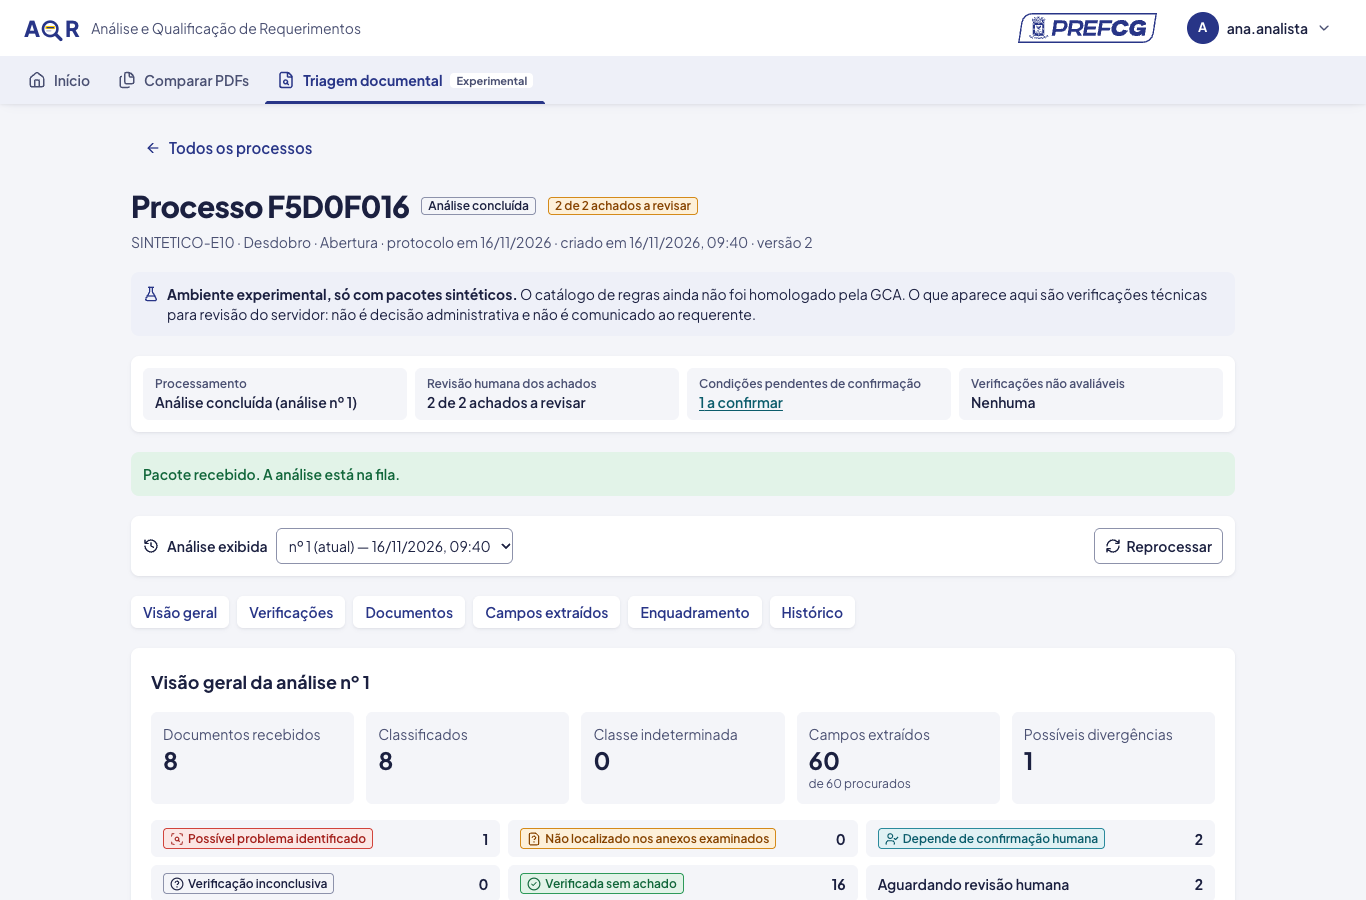 AQR Análise e Qualificação de Requerimentos
PREFCG
A ana.analista
Início
Comparar PDFs
Triagem documental Experimental
Todos os processos
Processo F5D0F016 Análise concluída 2 de 2 achados a revisar
SINTETICO-E10 · Desdobro · Abertura · protocolo em 16/11/2026 · criado em 16/11/2026, 09:40 · versão 2
Ambiente experimental, só com pacotes sintéticos. O catálogo de regras ainda não foi homologado pela GCA. O que aparece aqui são verificações técnicas
para revisão do servidor: não é decisão administrativa e não é comunicado ao requerente.
Processamento
Análise concluída (análise nº 1)
Revisão humana dos achados
2 de 2 achados a revisar
Condições pendentes de confirmação
1 a confirmar
Verificações não avaliáveis
Nenhuma
Pacote recebido. A análise está na fila.
Análise exibida nº 1 (atual) — 16/11/2026, 09:40 Reprocessar
Visão geral
Verificações
Documentos
Campos extraídos
Enquadramento
Histórico
Visão geral da análise nº 1
Documentos recebidos
8
Classificados
8
Classe indeterminada
0
Campos extraídos
60
de 60 procurados
Possíveis divergências
1
Possível problema identificado 1
Não localizado nos anexos examinados 0
Depende de confirmação humana 2
Verificação inconclusiva 0
Verificada sem achado 16
Aguardando revisão humana 2